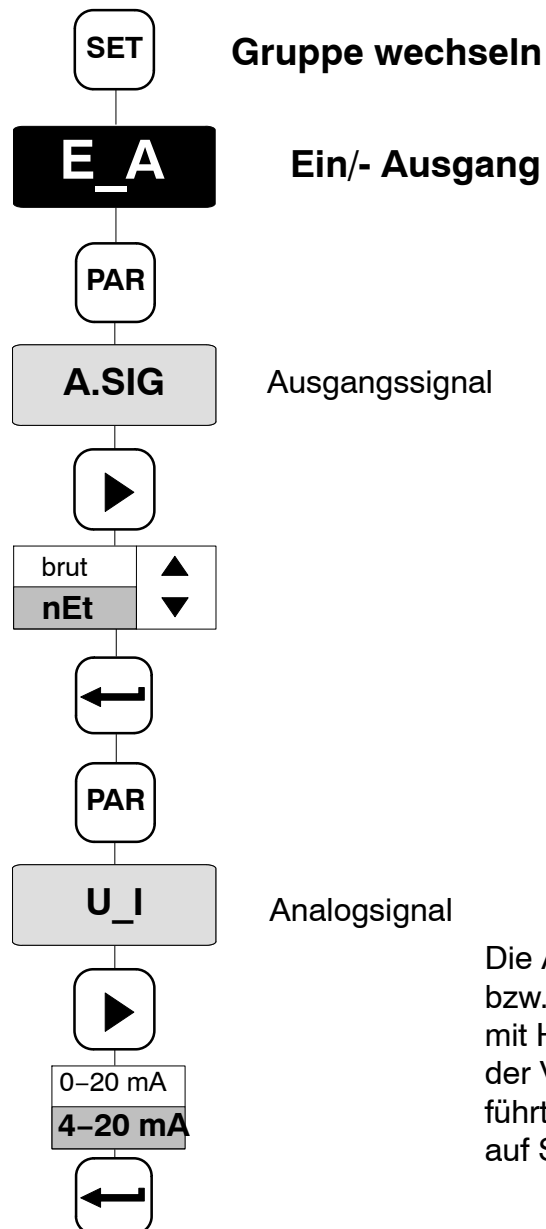 SET
Gruppe wechseln
E_A
Ein/- Ausgang
PAR
A.SIG
Ausgangssignal
brut
nEt
PAR
U_I
Analogsignal
Die
bzw.
mit
der
führt
auf
0–20 mA
4–20 mA